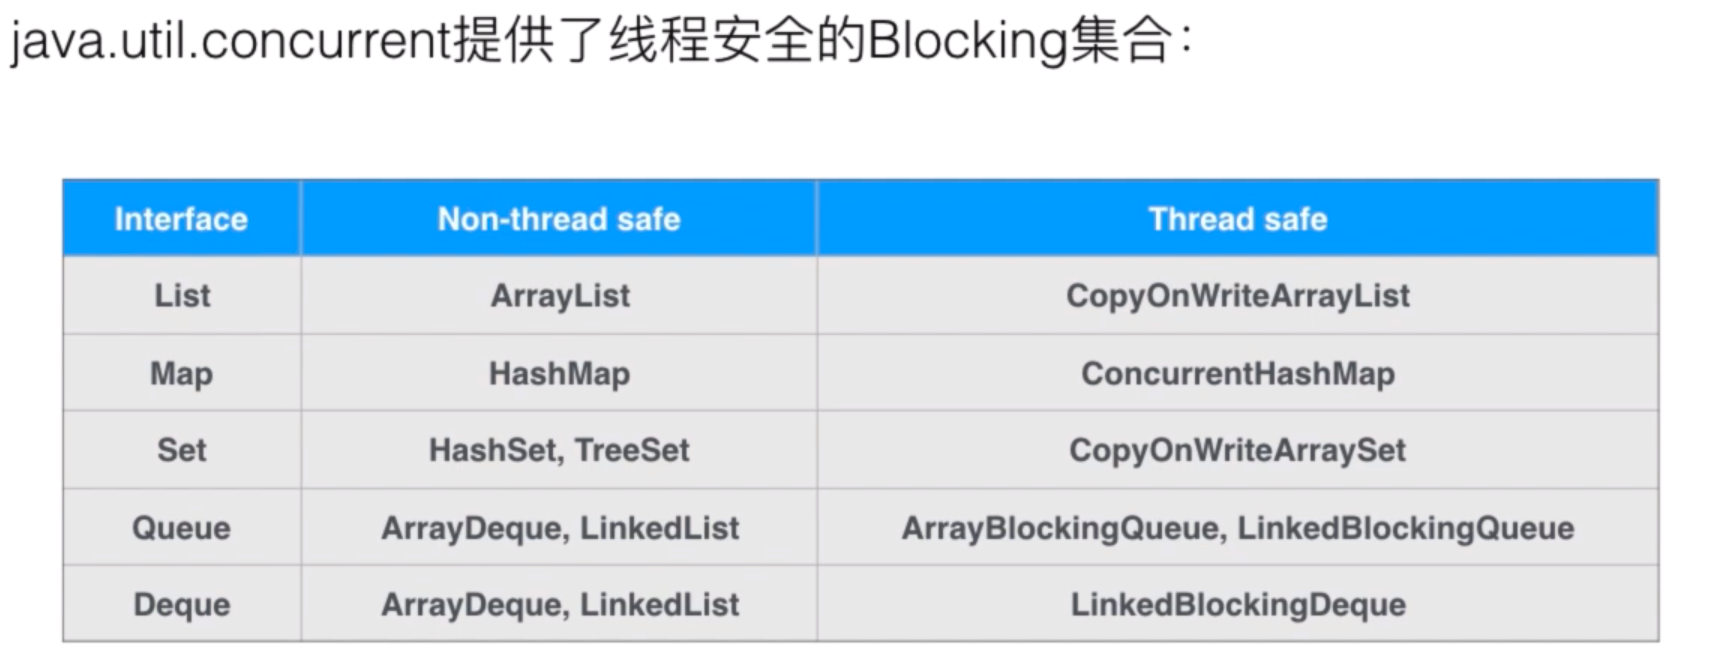 java.util.concurrent提供了线程安全的Blocking集合：
Interface Non-thread safe Thread safe
List ArrayList CopyOnWriteArrayList
Map HashMap ConcurrentHashMap
Set HashSet, TreeSet CopyOnWriteArraySet
Queue ArrayDeque, LinkedList ArrayBlockingQueue, LinkedBlockingQueue
Deque ArrayDeque, LinkedList LinkedBlockingDeque